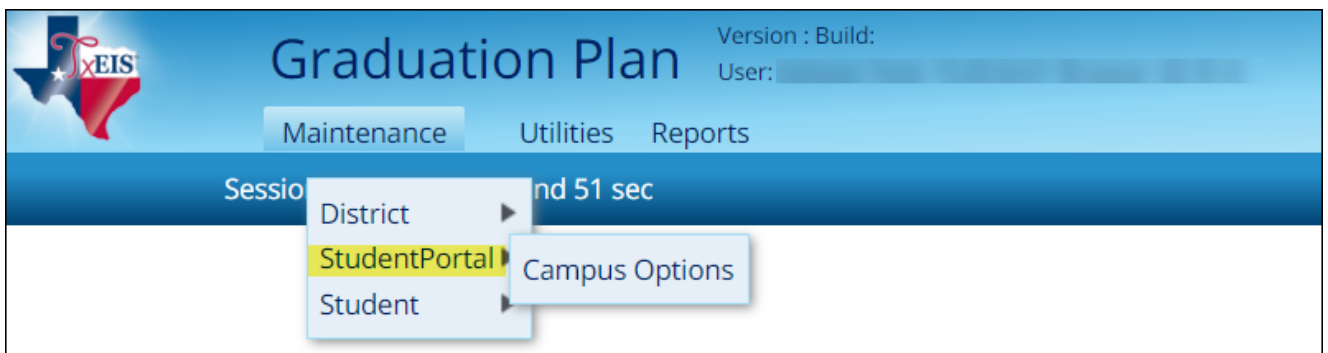 TxEIS
Graduation Plan
Version : Build:
User:
Maintenance Utilities Reports
Sessio nd 51 sec
District
StudentPortal
Campus Options
Student